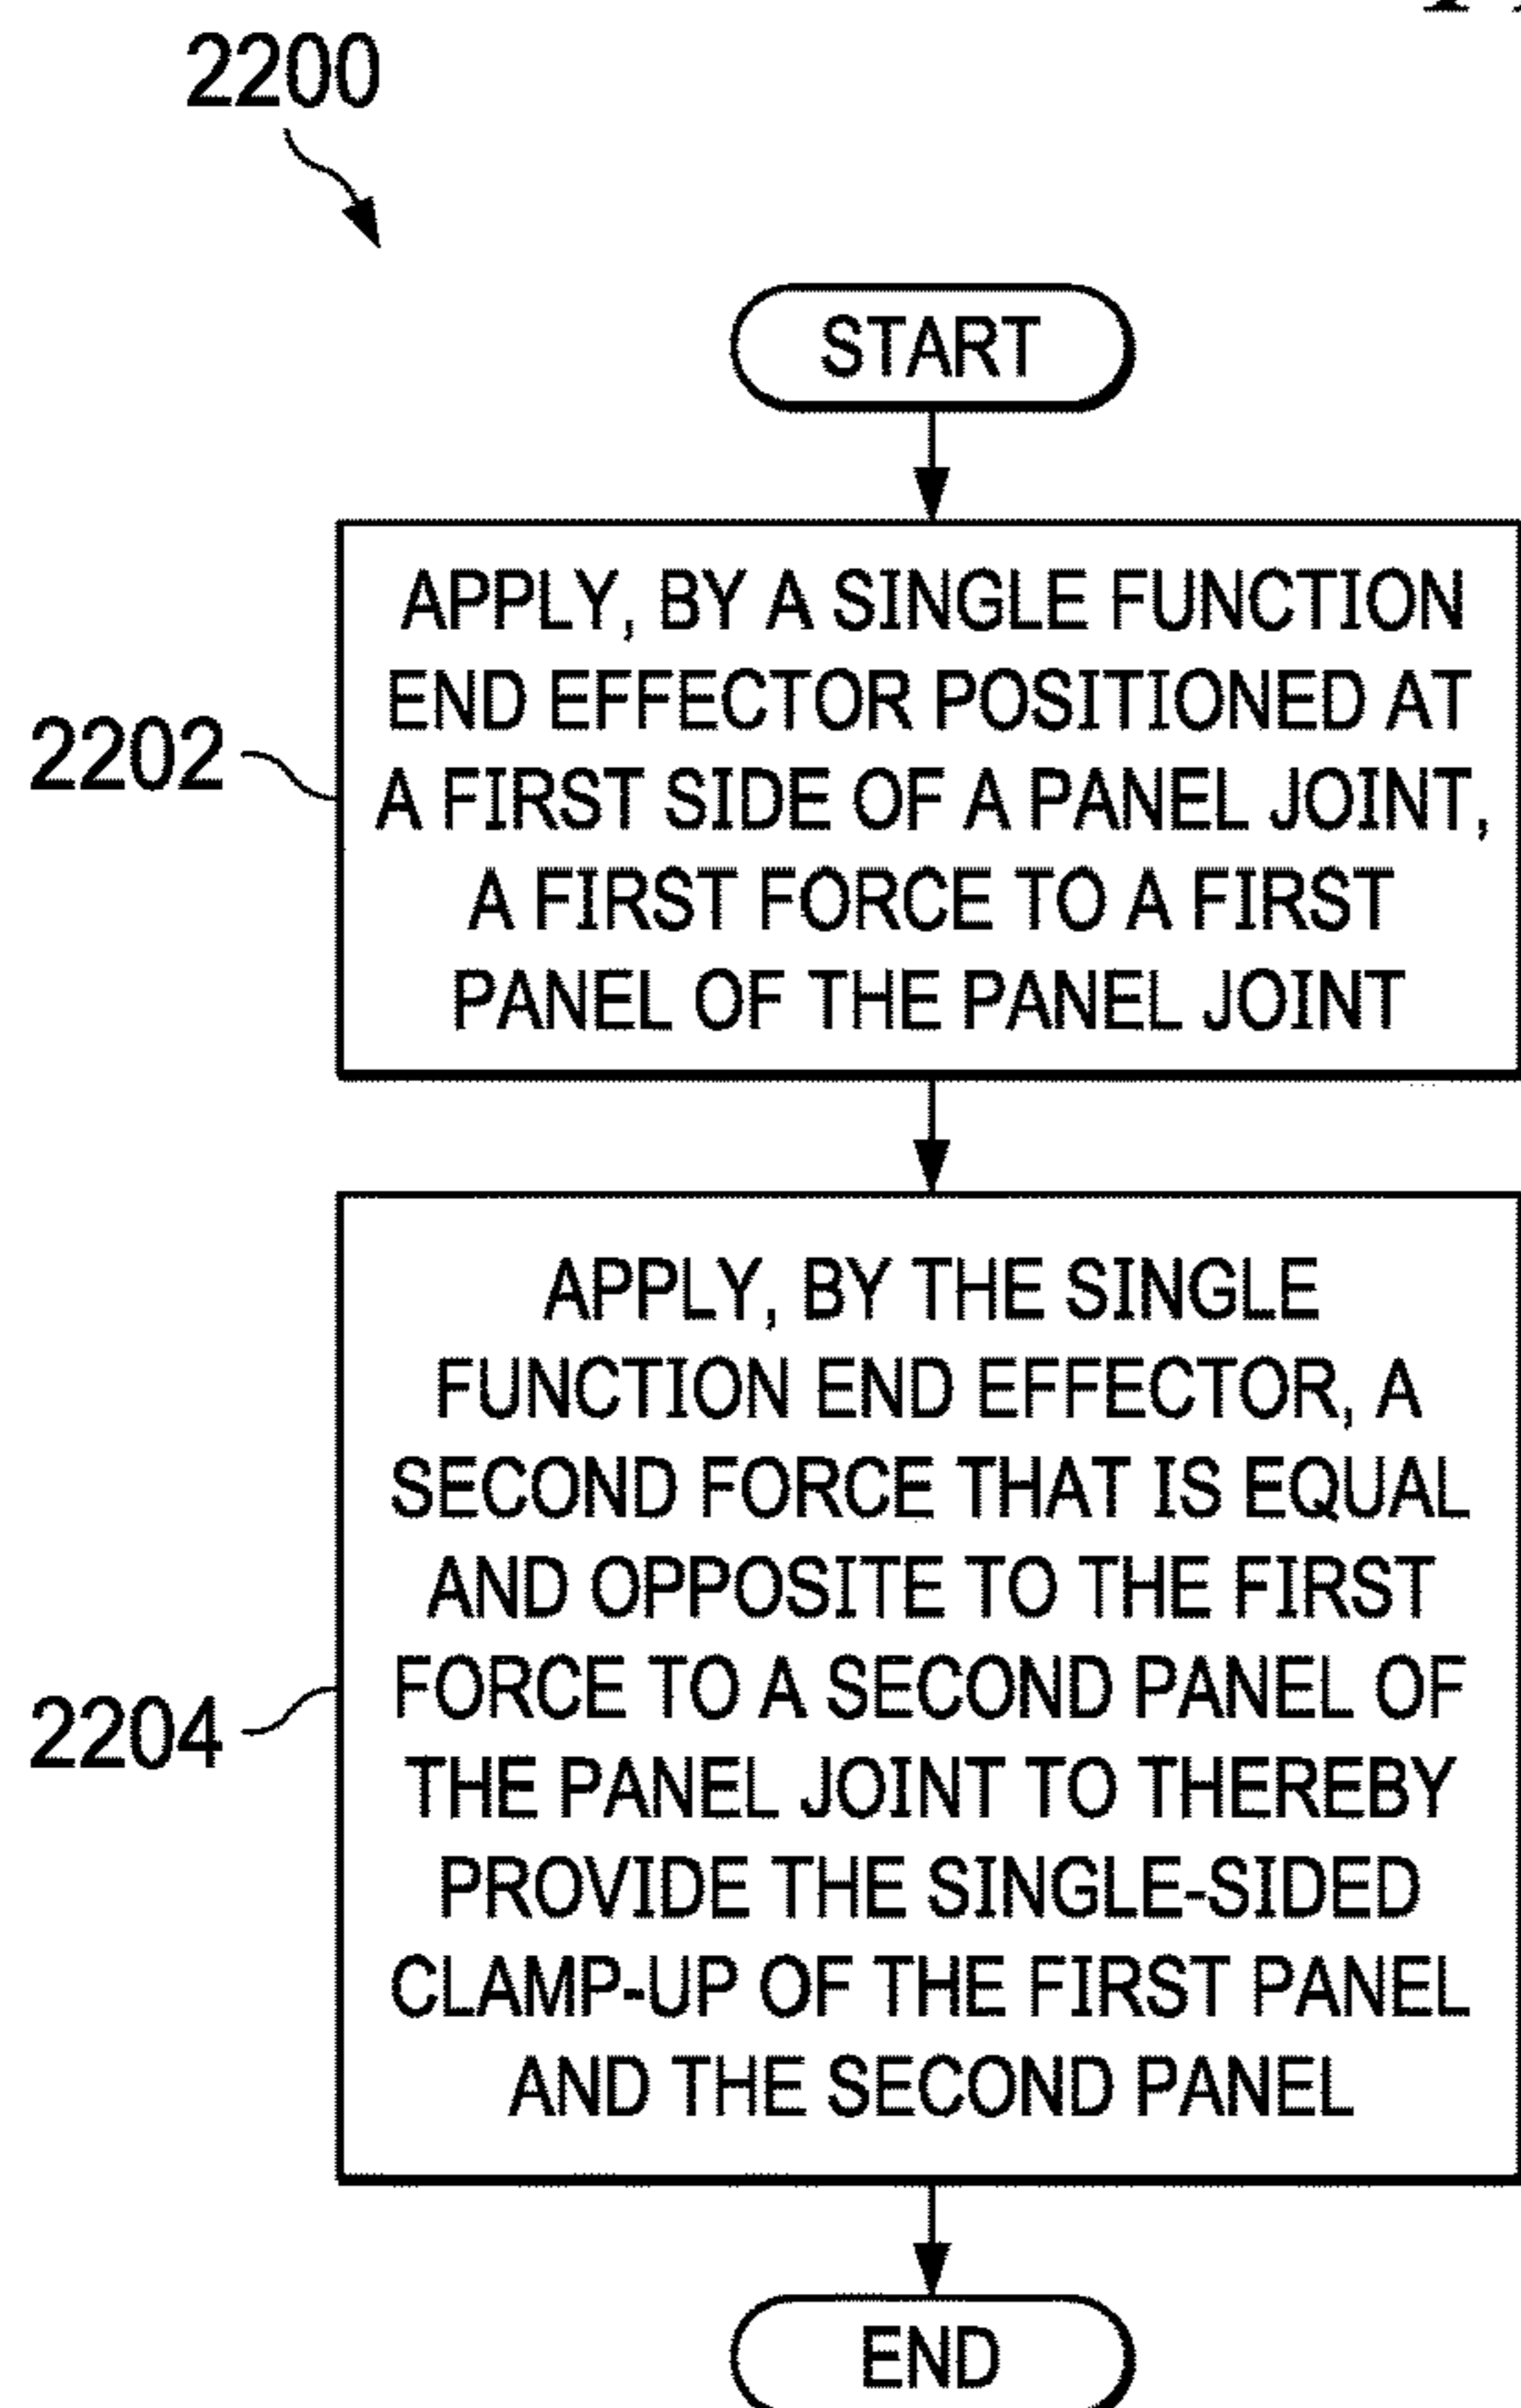 2200
START
APPLY, BY A SINGLE FUNCTION
END EFFECTOR POSITIONED AT
A FIRST SIDE OF A PANEL JOINT,
A FIRST FORCE TO A FIRST
PANEL OF THE PANEL JOINT
2202
APPLY, BY THE SINGLE
FUNCTION END EFFECTOR, A
SECOND FORCE THAT IS EQUAL
AND OPPOSITE TO THE FIRST
FORCE TO A SECOND PANEL OF
THE PANEL JOINT TO THEREBY
PROVIDE THE SINGLE-SIDED
CLAMP-UP OF THE FIRST PANEL
AND THE SECOND PANEL
2204
END